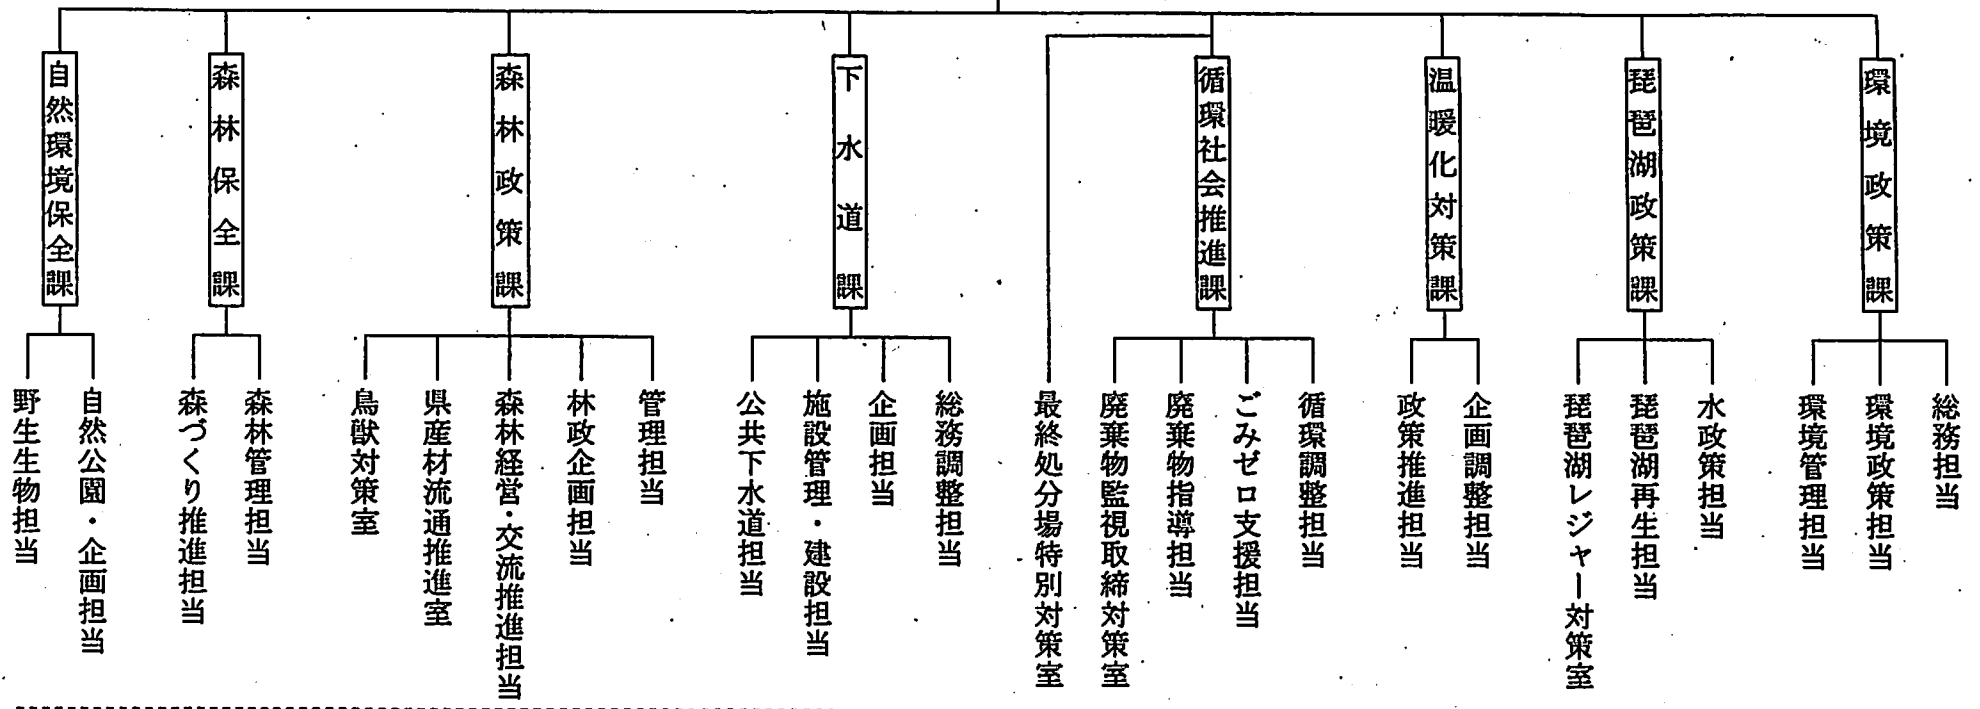 環境政策課
総務担当
環境政策担当
環境管理担当
琵琶湖政策課
水政策担当
琵琶湖再生担当
琵琶湖レジャー対策室
温暖化対策課
企画調整担当
政策推進担当
循環社会推進課
循環調整担当
ごみゼロ支援担当
廃棄物指導担当
廃棄物監視取締対策室
最終処分場特別対策室
下水道課
総務調整担当
企画担当
施設管理・建設担当
公共下水道担当
森林政策課
管理担当
林政企画担当
森林経営・交流推進担当
県産材流通推進室
鳥獣対策室
森林保全課
森林管理担当
森づくり推進担当
自然環境保全課
自然公園・企画担当
野生生物担当